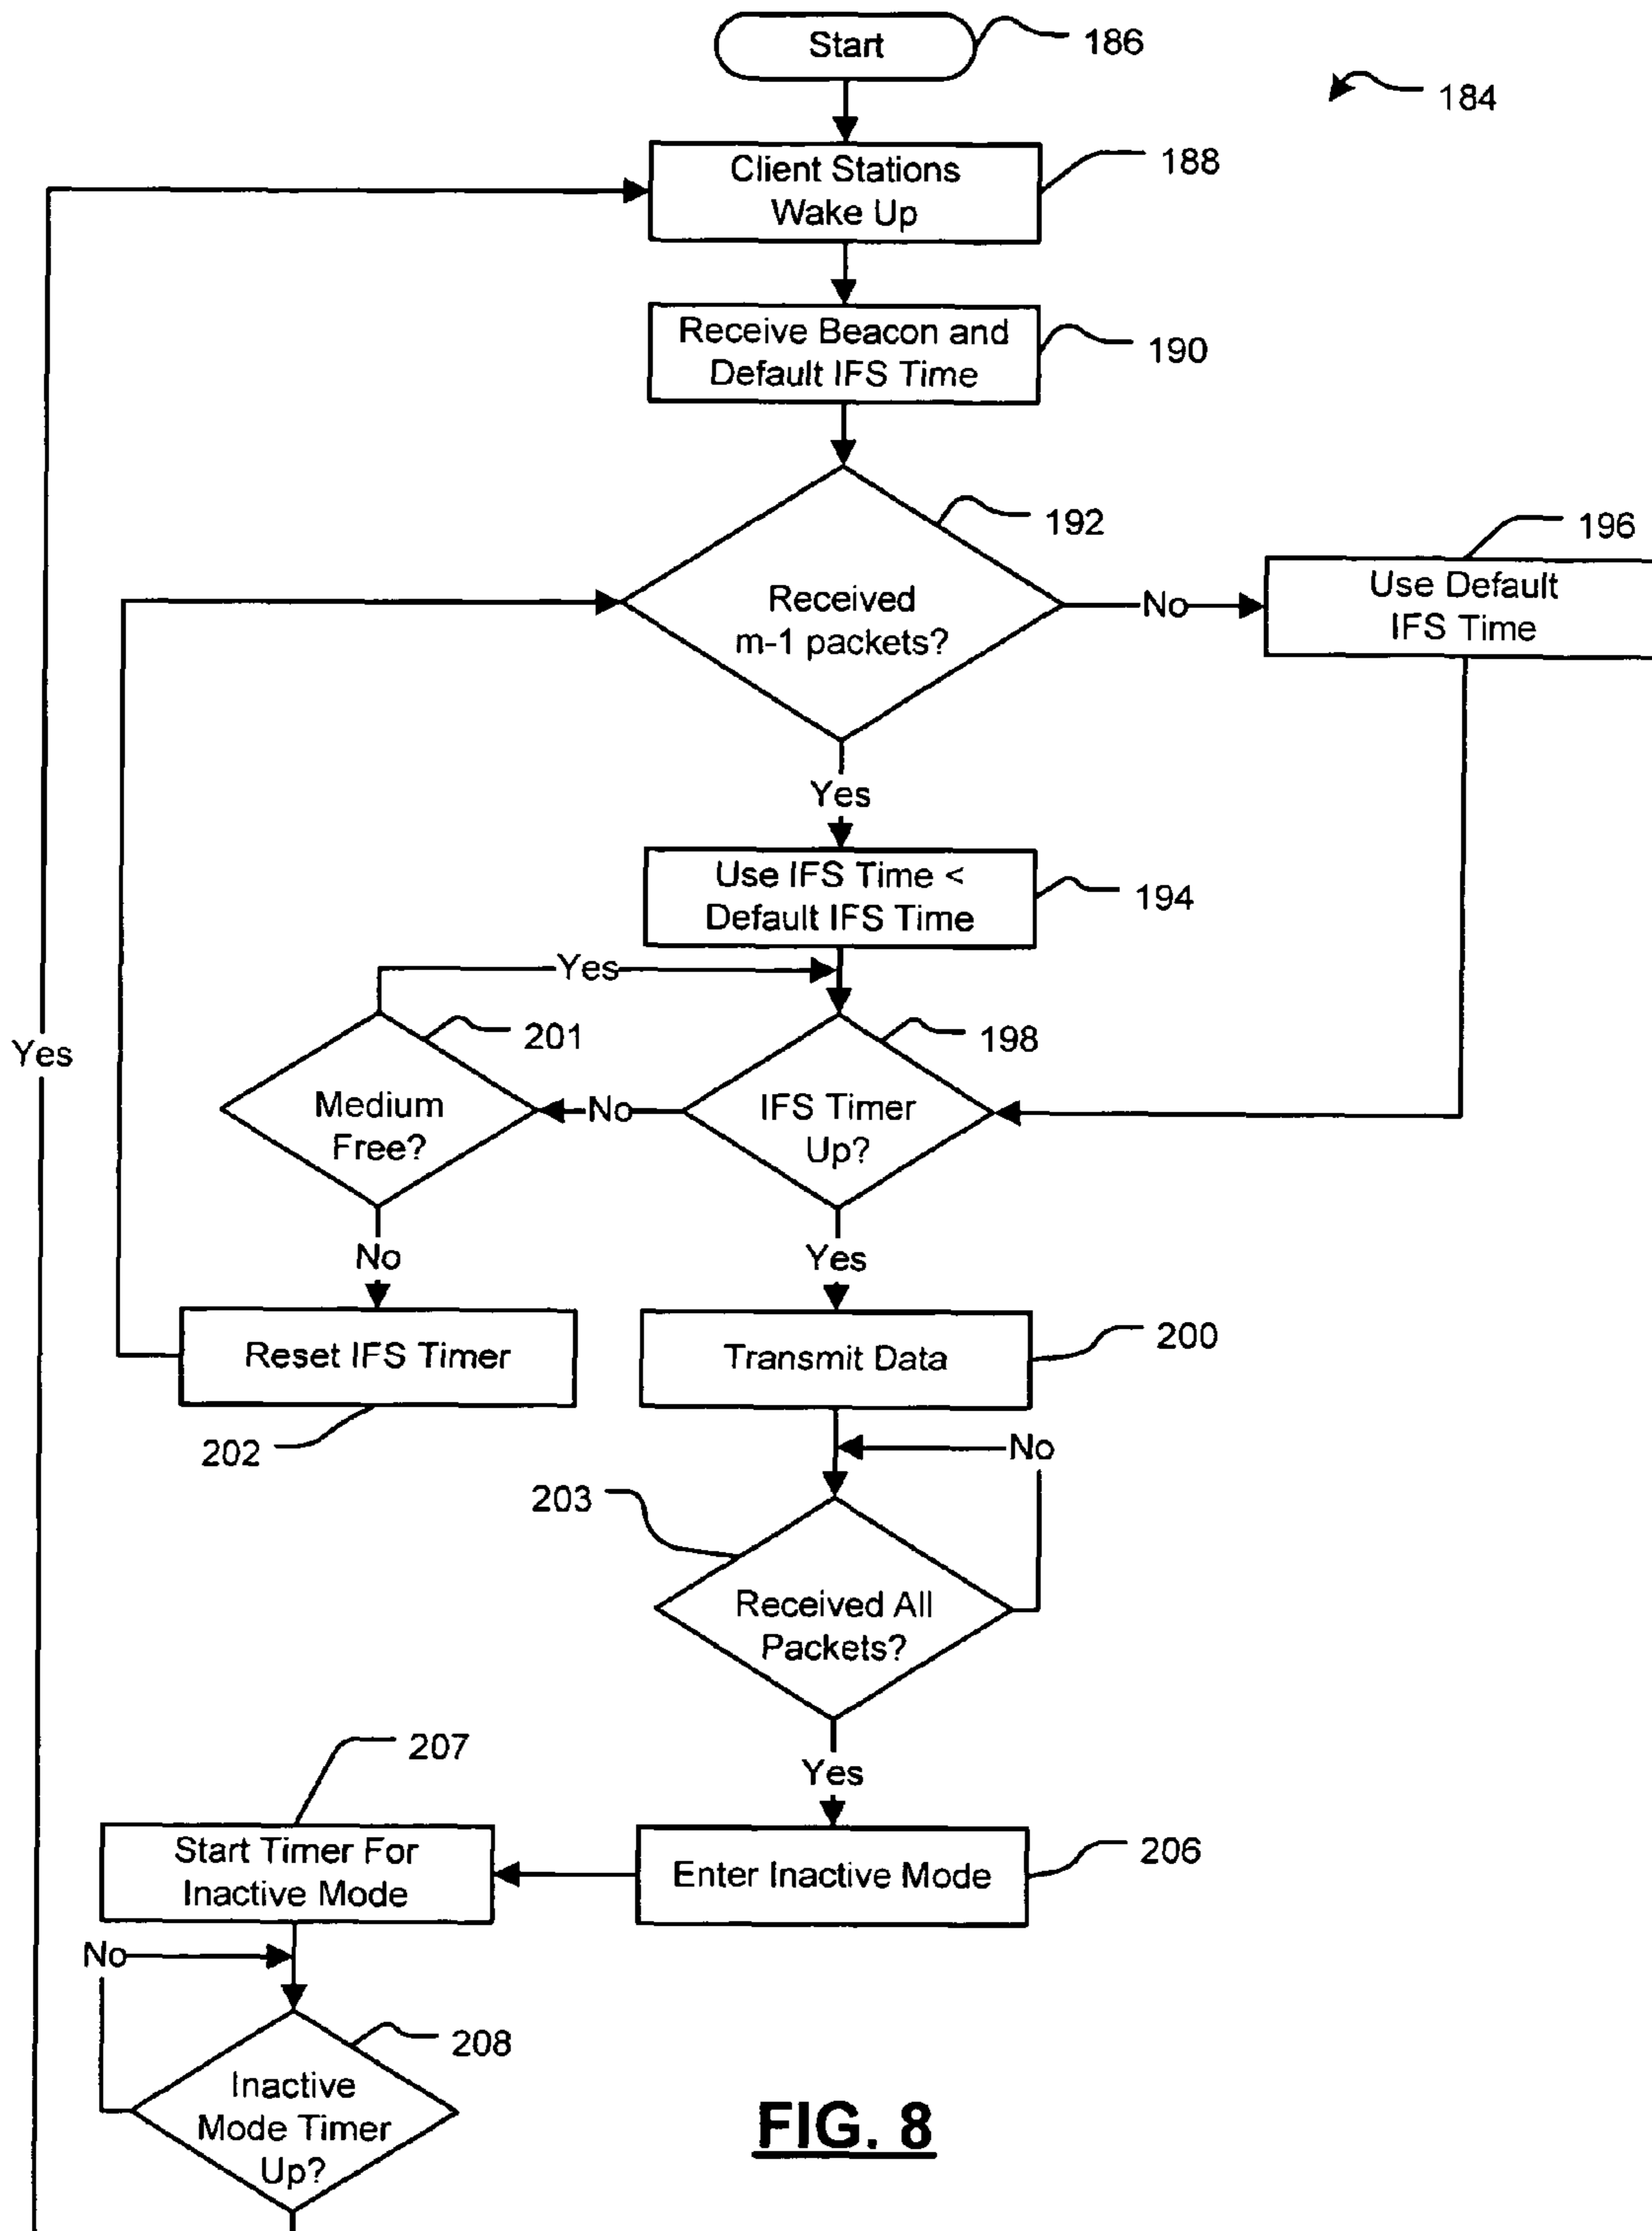 Start
186
184
Client Stations
Wake Up
188
Receive Beacon and
Default IFS Time
190
192
196
Received
m-1 packets?
No
Use Default
IFS Time
Yes
Use IFS Time <
Default IFS Time
194
Yes
201
198
Yes
Medium
Free?
No
IFS Timer
Up?
No
Yes
Reset IFS Timer
Transmit Data
200
202
No
203
Received All
Packets?
207
Yes
Start Timer For
Inactive Mode
Enter Inactive Mode
206
No
208
Inactive
Mode Timer
Up?
FIG. 8